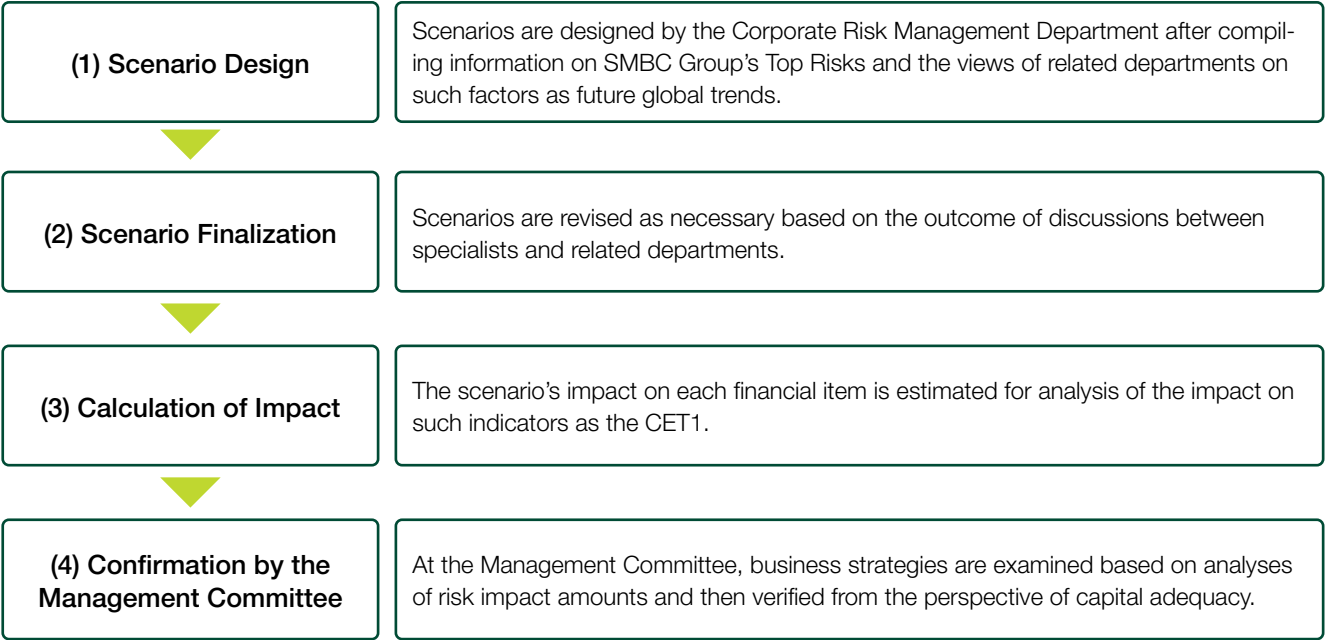 (1) Scenario Design
Scenarios are designed by the Corporate Risk Management Department after compil-
ing information on SMBC Group’s Top Risks and the views of related departments on
such factors as future global trends.
(2) Scenario Finalization
Scenarios are revised as necessary based on the outcome of discussions between
specialists and related departments.
(3) Calculation of Impact
The scenario’s impact on each financial item is estimated for analysis of the impact on
such indicators as the CET1.
(4) Confirmation by the
Management Committee
At the Management Committee, business strategies are examined based on analyses
of risk impact amounts and then verified from the perspective of capital adequacy.